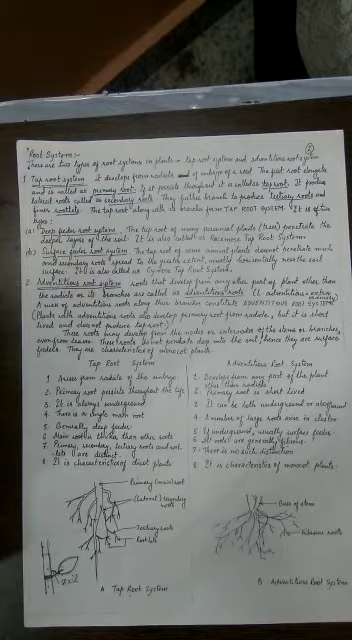 2
"Root System":-
There are two types of root systems in plants - tap root system and adventitious root system
1. Tap root system it develops from radicle of embryo of a seed The first root elongate
and is called as primary root. If it persists throughout it is called as tap root. It produce
lateral roots called as secondary roots. They further branch to produce Tertiary roots and
finer rootlets The tap root along with its branches from TAP ROOT SYSTEM. It is of two
types
(a) Deep feeder root system. The tap root of many perennial plants (trees) penetrate the
deeper layers of the soil. It is also called as Racemose Tap Root System.
(b) Surface feeder root system. The tap root of some annual plants doesnot penetrate much
and secondary roots spread to the greater extent, mostly horizontally near the soil
surface. It is also called as Cymose Tap Root System.
2. Adventitious root system roots that develop from any other part of plant other than
the radicle or its branches are called as adventitious roots
A mass of adventitious roots along their branches constitute ADVENTITIOUS ROOT SYSTEM
(Plants with adventitious roots also develop primary root from radicle, but it is short
lived and doesnot produce tap root)
These roots may develop from the nodes or internodes of the stems or branches,
even from leaves. These roots do not penetrate deep into the soil, hence they are surface
feeders. They are characteristics of monocot plants.
Tap Root System
Adventitious Root System
1 Arises from radicle of the embryo
1. Develops from any part of the plant
other than radicle
2 Primary root persists throughout the life
2. Primary root is short lived
3 It is always underground
3 It can be both underground or aboveground
4 There is a single main root
4 A number of large roots arise in cluster
5 Generally, deep feeder
5 If underground, usually surface feeder
6 Main root is thicker than other roots
6 All roots are generally fibrous
7 Primary, secondary, tertiary roots and root-
-lets are distinct.
7 There is no such distinction
8 It is characteristics of dicot plants
8 It is characteristics of monocot plants
Primary (main) root
(Lateral) secondary
roots
Tertiary roots
Rootlets
axil
A Tap Root System
Base of stem
Fibrous roots
B Adventitious Root System